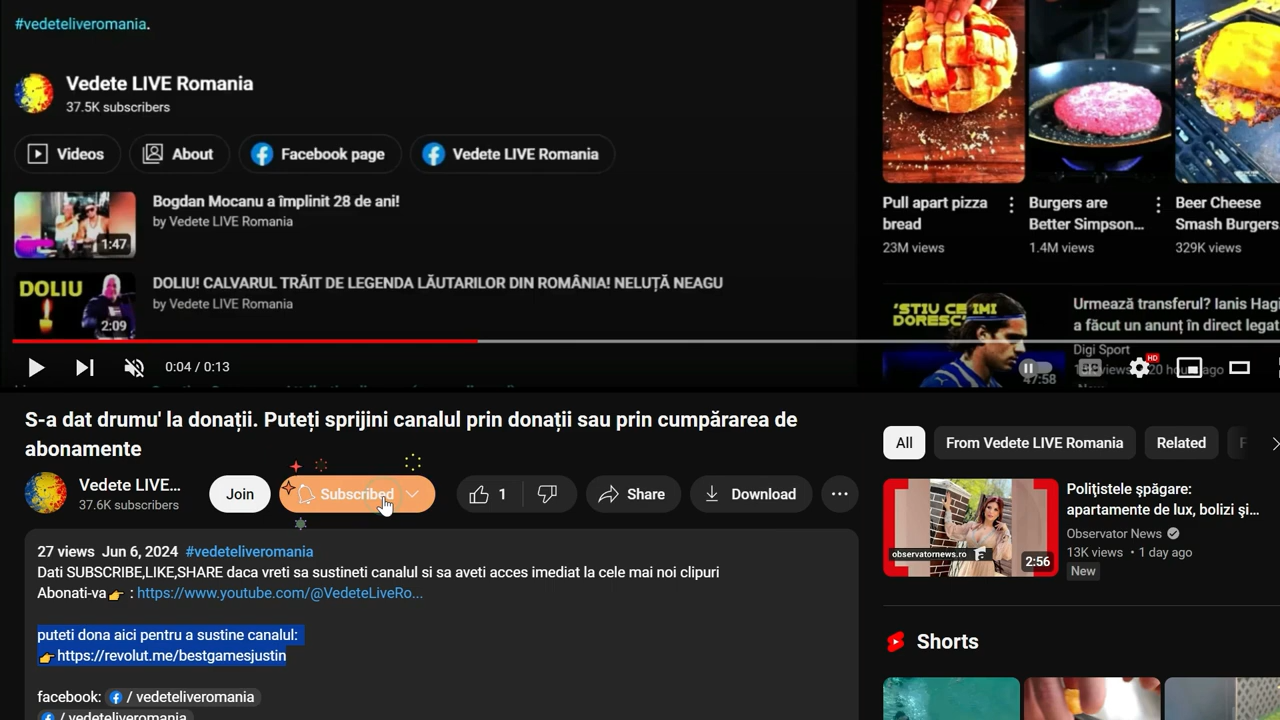 #vedeteliveromania.
Vedete LIVE Romania
37.5K subscribers
Videos
About
Facebook page
Vedete LIVE Romania
Bogdan Mocanu a împlinit 28 de ani!
by Vedete LIVE Romania
1:47
DOLIU! CALVARUL TRĂIT DE LEGENDA LĂUTARILOR DIN ROMÂNIA! NELUȚĂ NEAGU
by Vedete LIVE Romania
DOLIU
2:09
Pull apart pizza
bread
23M views
Burgers are
Better Simpson...
1.4M views
Beer Cheese
Smash Burgers
329K views
'ȘTIU CE ÎMI
DORESC'
47:58
Urmează transferul? Ianis Hagi
a făcut un anunț în direct legat
Digi Sport
0:04 / 0:13
HD
S-a dat drumu' la donații. Puteți sprijini canalul prin donații sau prin cumpărarea de
abonamente
Vedete LIVE...
37.6K subscribers
Join
Subscribed
1
Share
Download
27 views Jun 6, 2024 #vedeteliveromania
Dati SUBSCRIBE,LIKE,SHARE daca vreti sa sustineti canalul si sa aveti acces imediat la cele mai noi clipuri
Abonati-va👉 : https://www.youtube.com/@VedeteLiveRo...
puteti dona aici pentru a sustine canalul:
👉https://revolut.me/bestgamesjustin
facebook: / vedeteliveromania
/ vedeteliveromania
All
From Vedete LIVE Romania
Related
Polițistele șpăgare:
apartamente de lux, bolizi și...
Observator News
13K views • 1 day ago
New
observatornews.ro
2:56
Shorts